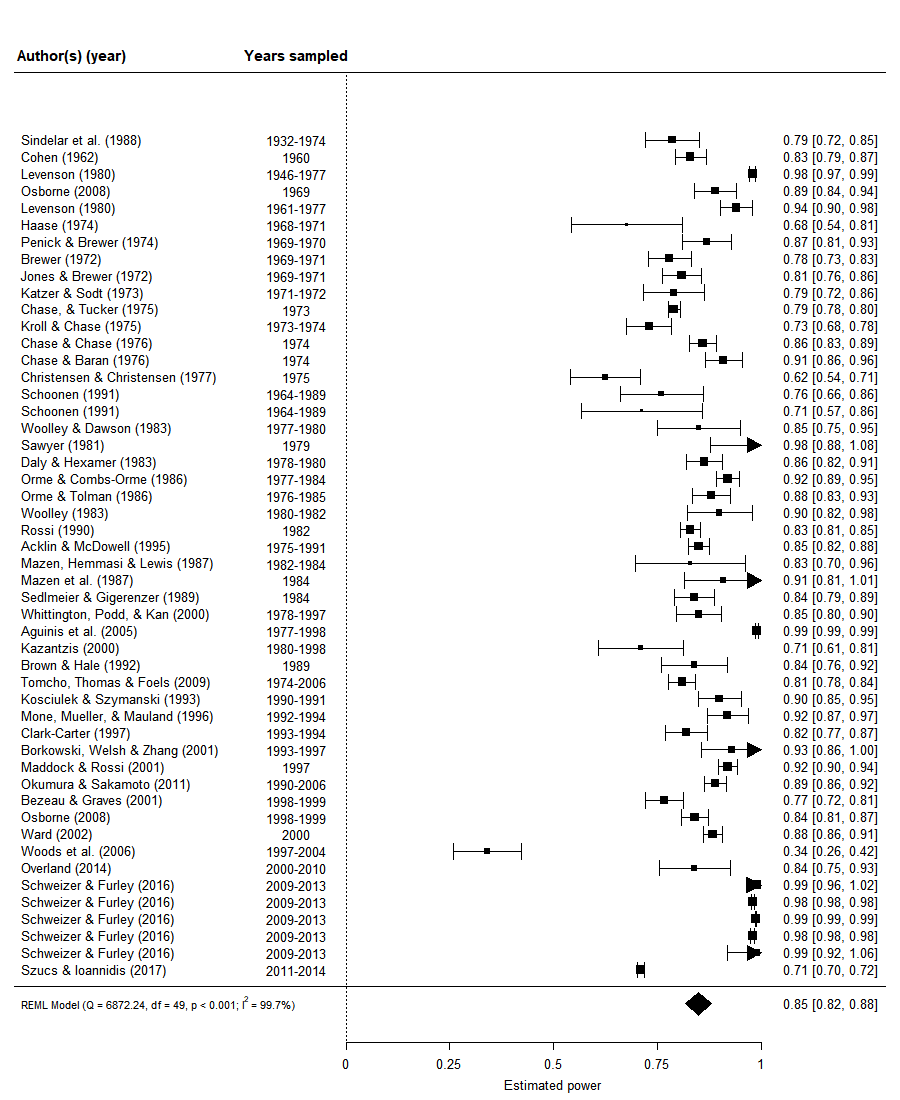 Author(s) (year) Years sampled
Sindelar et al. (1988) 1932-1974 0.79 [0.72, 0.85]
Cohen (1962) 1960 0.83 [0.79, 0.87]
Levenson (1980) 1946-1977 0.98 [0.97, 0.99]
Osborne (2008) 1969 0.89 [0.84, 0.94]
Levenson (1980) 1961-1977 0.94 [0.90, 0.98]
Haase (1974) 1968-1971 0.68 [0.54, 0.81]
Penick & Brewer (1974) 1969-1970 0.87 [0.81, 0.93]
Brewer (1972) 1969-1971 0.78 [0.73, 0.83]
Jones & Brewer (1972) 1969-1971 0.81 [0.76, 0.86]
Katzer & Sodt (1973) 1971-1972 0.79 [0.72, 0.86]
Chase, & Tucker (1975) 1973 0.79 [0.78, 0.80]
Kroll & Chase (1975) 1973-1974 0.73 [0.68, 0.78]
Chase & Chase (1976) 1974 0.86 [0.83, 0.89]
Chase & Baran (1976) 1974 0.91 [0.86, 0.96]
Christensen & Christensen (1977) 1975 0.62 [0.54, 0.71]
Schoonen (1991) 1964-1989 0.76 [0.66, 0.86]
Schoonen (1991) 1964-1989 0.71 [0.57, 0.86]
Woolley & Dawson (1983) 1977-1980 0.85 [0.75, 0.95]
Sawyer (1981) 1979 0.98 [0.88, 1.08]
Daly & Hexamer (1983) 1978-1980 0.86 [0.82, 0.91]
Orme & Combs-Orme (1986) 1977-1984 0.92 [0.89, 0.95]
Orme & Tolman (1986) 1976-1985 0.88 [0.83, 0.93]
Woolley (1983) 1980-1982 0.90 [0.82, 0.98]
Rossi (1990) 1982 0.83 [0.81, 0.85]
Acklin & McDowell (1995) 1975-1991 0.85 [0.82, 0.88]
Mazen, Hemmasi & Lewis (1987) 1982-1984 0.83 [0.70, 0.96]
Mazen et al. (1987) 1984 0.91 [0.81, 1.01]
Sedlmeier & Gigerenzer (1989) 1984 0.84 [0.79, 0.89]
Whittington, Podd, & Kan (2000) 1978-1997 0.85 [0.80, 0.90]
Aguinis et al. (2005) 1977-1998 0.99 [0.99, 0.99]
Kazantzis (2000) 1980-1998 0.71 [0.61, 0.81]
Brown & Hale (1992) 1989 0.84 [0.76, 0.92]
Tomcho, Thomas & Foels (2009) 1974-2006 0.81 [0.78, 0.84]
Kosciulek & Szymanski (1993) 1990-1991 0.90 [0.85, 0.95]
Mone, Mueller, & Mauland (1996) 1992-1994 0.92 [0.87, 0.97]
Clark-Carter (1997) 1993-1994 0.82 [0.77, 0.87]
Borkowski, Welsh & Zhang (2001) 1993-1997 0.93 [0.86, 1.00]
Maddock & Rossi (2001) 1997 0.92 [0.90, 0.94]
Okumura & Sakamoto (2011) 1990-2006 0.89 [0.86, 0.92]
Bezeau & Graves (2001) 1998-1999 0.77 [0.72, 0.81]
Osborne (2008) 1998-1999 0.84 [0.81, 0.87]
Ward (2002) 2000 0.88 [0.86, 0.91]
Woods et al. (2006) 1997-2004 0.34 [0.26, 0.42]
Overland (2014) 2000-2010 0.84 [0.75, 0.93]
Schweizer & Furley (2016) 2009-2013 0.99 [0.96, 1.02]
Schweizer & Furley (2016) 2009-2013 0.98 [0.98, 0.98]
Schweizer & Furley (2016) 2009-2013 0.99 [0.99, 0.99]
Schweizer & Furley (2016) 2009-2013 0.98 [0.98, 0.98]
Schweizer & Furley (2016) 2009-2013 0.99 [0.92, 1.06]
Szucs & Ioannidis (2017) 2011-2014 0.71 [0.70, 0.72]
REML Model (Q = 6872.24, df = 49, p < 0.001; I² = 99.7%) 0.85 [0.82, 0.88]
0 0.25 0.5 0.75 1
Estimated power